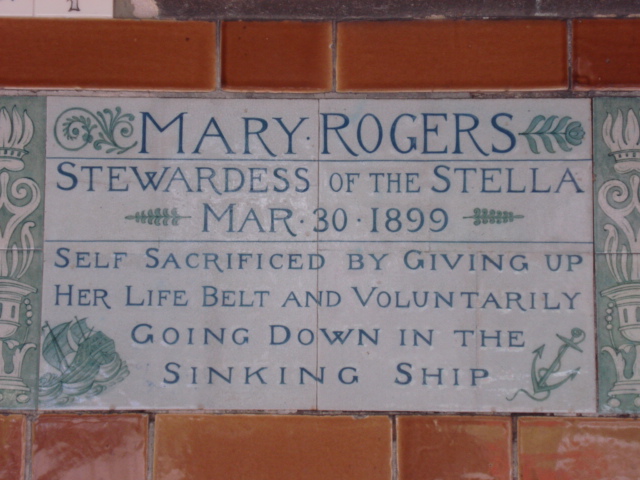 MARY · ROGERS
STEWARDESS OF THE STELLA
MAR · 30 · 1899
SELF SACRIFICED BY GIVING UP
HER LIFE BELT AND VOLUNTARILY
GOING DOWN IN THE
SINKING SHIP